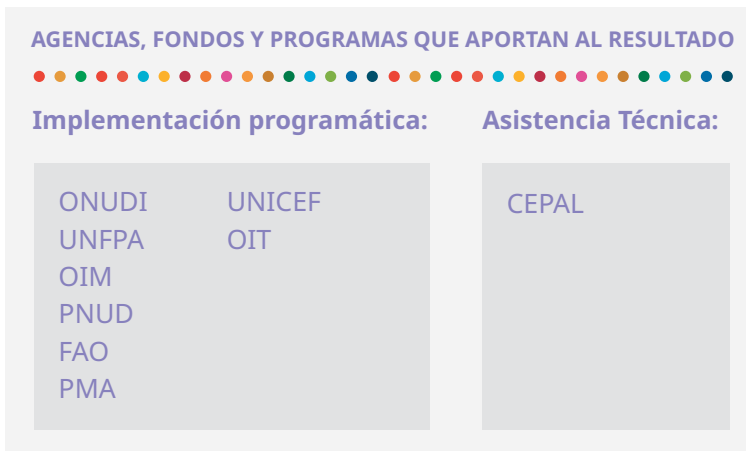 AGENCIAS, FONDOS Y PROGRAMAS QUE APORTAN AL RESULTADO
Implementación programática:
ONUDI
UNFPA
OIM
PNUD
FAO
PMA
UNICEF
OIT
Asistencia Técnica:
CEPAL